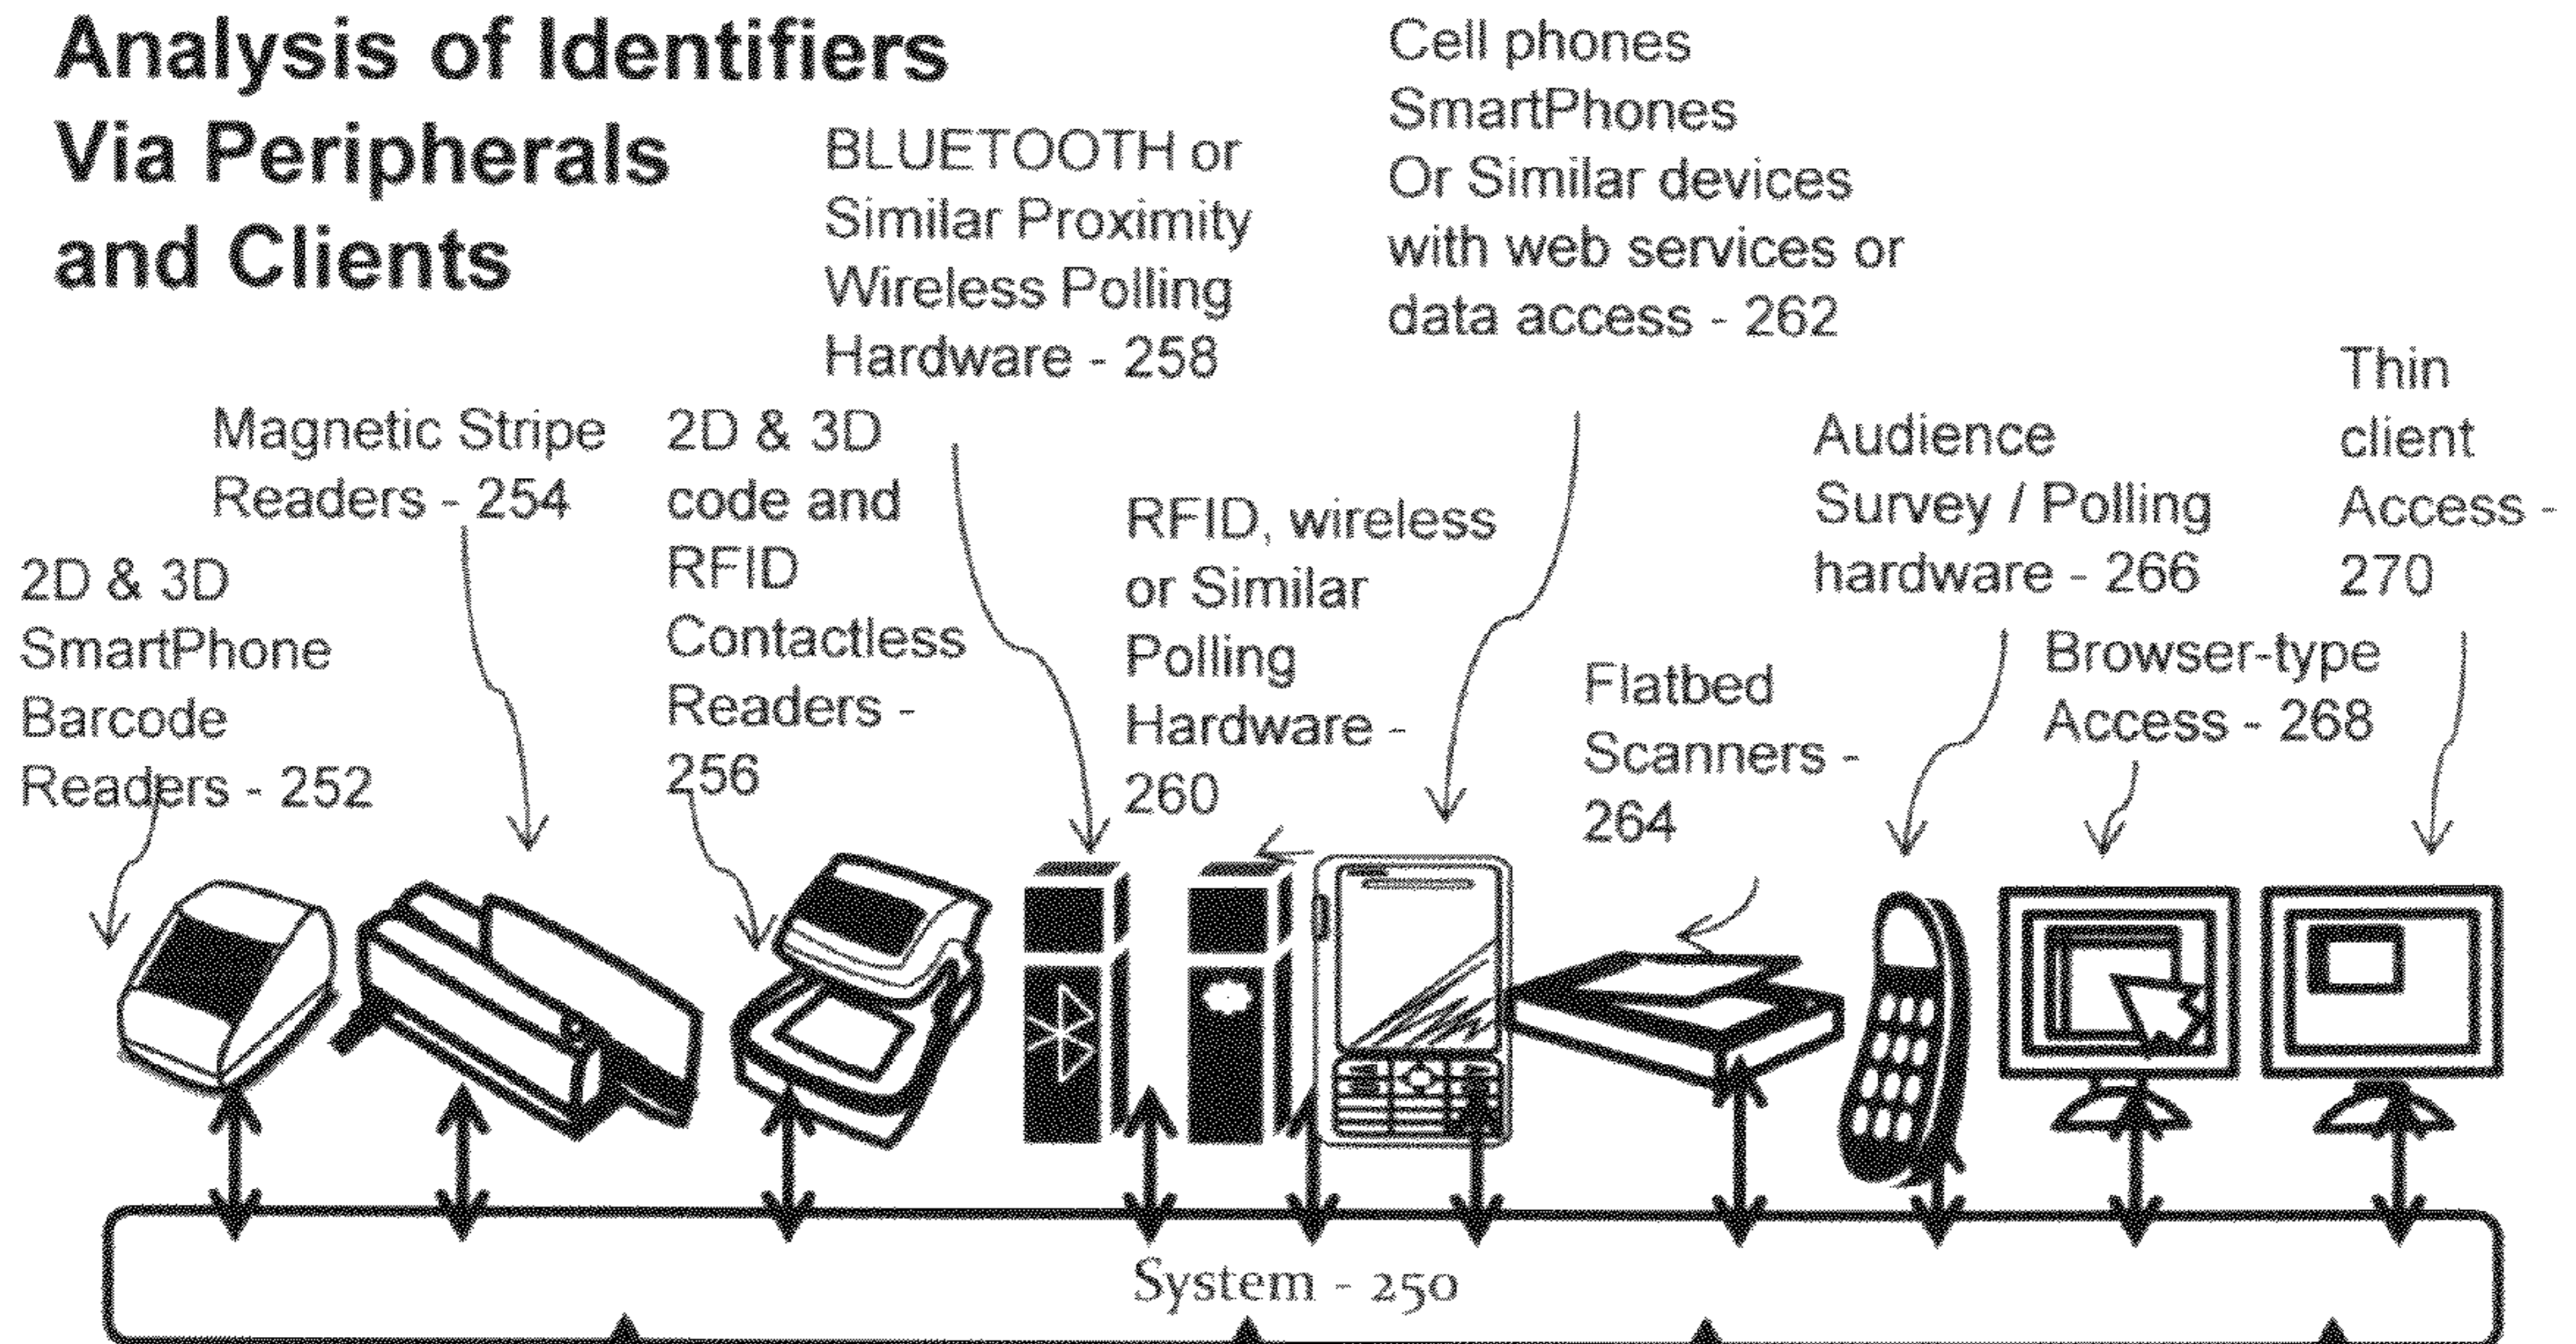 Analysis of Identifiers
Via Peripherals
and Clients
Cell phones
SmartPhones
Or Similar devices
with web services or
data access - 262
BLUETOOTH or
Similar Proximity
Wireless Polling
Hardware - 258
Thin
client
Access -
270
Magnetic Stripe
Readers - 254
2D & 3D
code and
RFID
Contactless
Readers -
256
Audience
Survey / Polling
hardware - 266
RFID, wireless
or Similar
Polling
Hardware -
260
2D & 3D
SmartPhone
Barcode
Readers - 252
Flatbed
Scanners -
264
Browser-type
Access - 268
System - 250